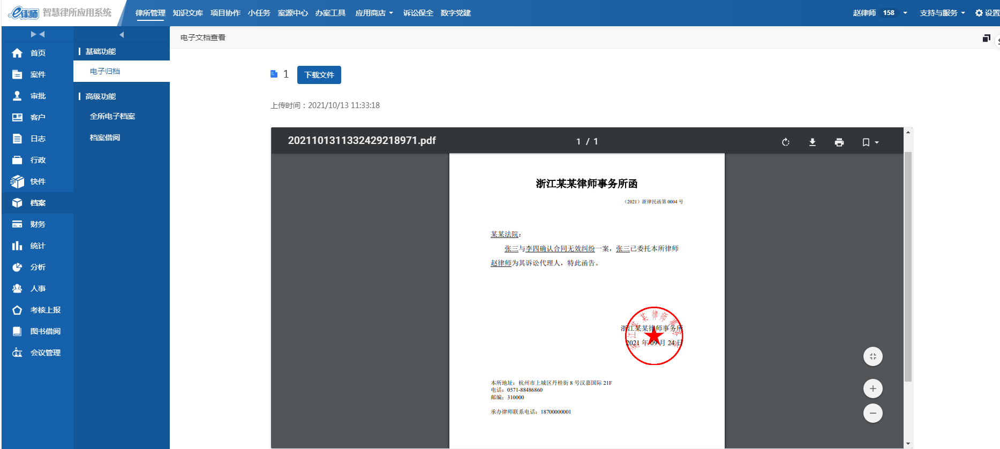 e律师 智慧律所应用系统
律所管理 知识文库 项目协作 小任务 案源中心 办案工具 应用商店 诉讼保全 数字党建
赵律师 158 支持与服务 设置
首页
案件
审批
客户
日志
行政
快件
档案
财务
统计
分析
人事
考核上报
图书借阅
会议管理
基础功能
电子归档
高级功能
全所电子档案
档案借阅
电子文档查看
1 下载文件
上传时间：2021/10/13 11:33:18
2021101311332429218971.pdf 1 / 1
浙江某某律师事务所函
（2021）浙律民函第 0004 号
某某法院：
张三与李四确认合同无效纠纷一案，张三已委托本所律师
赵律师为其诉讼代理人，特此函告。
浙江某某律师事务所
浙江某某律师事务所
2021 年 09 月 24 日
本所地址：杭州市上城区丹桂街 8 号汉嘉国际 21F
电话：0571-88486860
邮编：310000
承办律师联系电话：18700000001